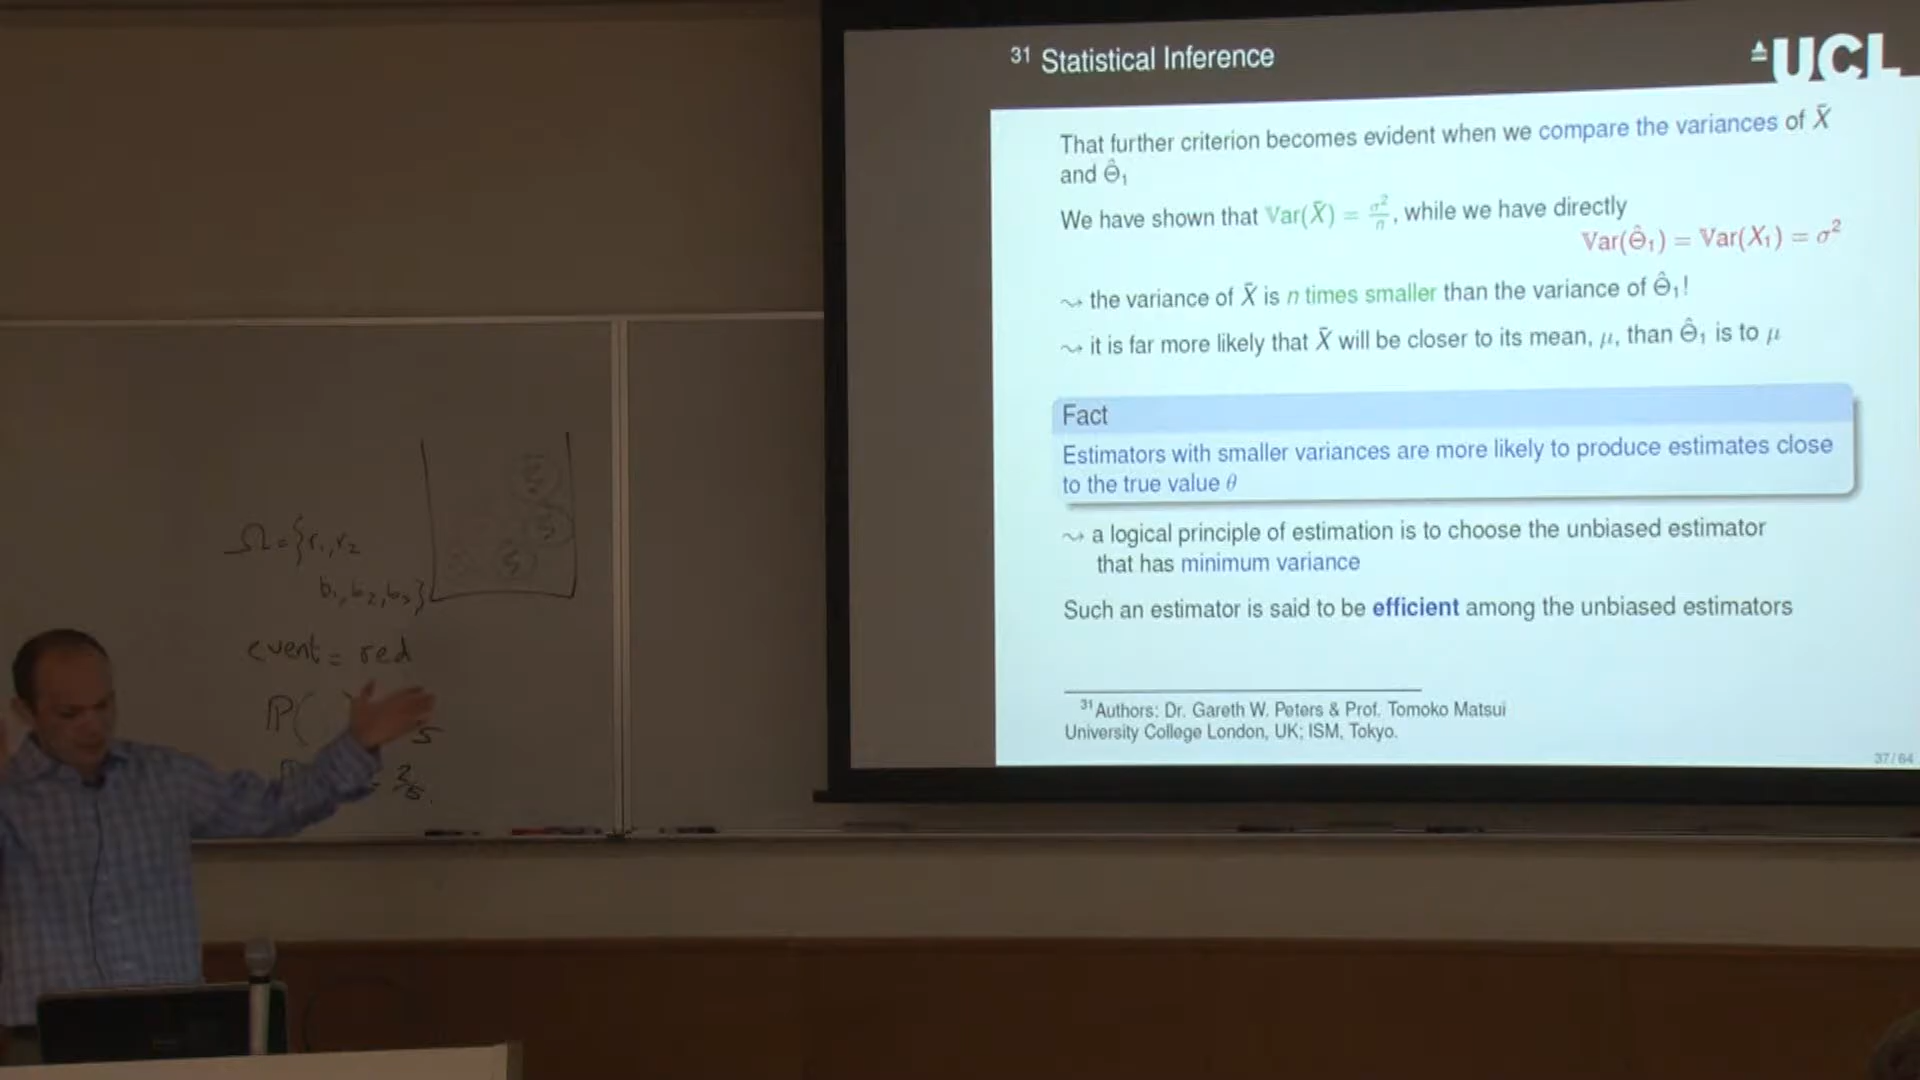 Ω = {r₁, r₂
b₁, b₂, b₃}
event = red
P(
5
= 2/5.
31 Statistical Inference
UCL
That further criterion becomes evident when we compare the variances of X̄
and Θ̂₁
We have shown that Var(X̄) = σ²/n, while we have directly
Var(Θ̂₁) = Var(X₁) = σ²
⇝ the variance of X̄ is n times smaller than the variance of Θ̂₁!
⇝ it is far more likely that X̄ will be closer to its mean, μ, than Θ̂₁ is to μ
Fact
Estimators with smaller variances are more likely to produce estimates close
to the true value θ
⇝ a logical principle of estimation is to choose the unbiased estimator
that has minimum variance
Such an estimator is said to be efficient among the unbiased estimators
31 Authors: Dr. Gareth W. Peters & Prof. Tomoko Matsui
University College London, UK; ISM, Tokyo.
37/64